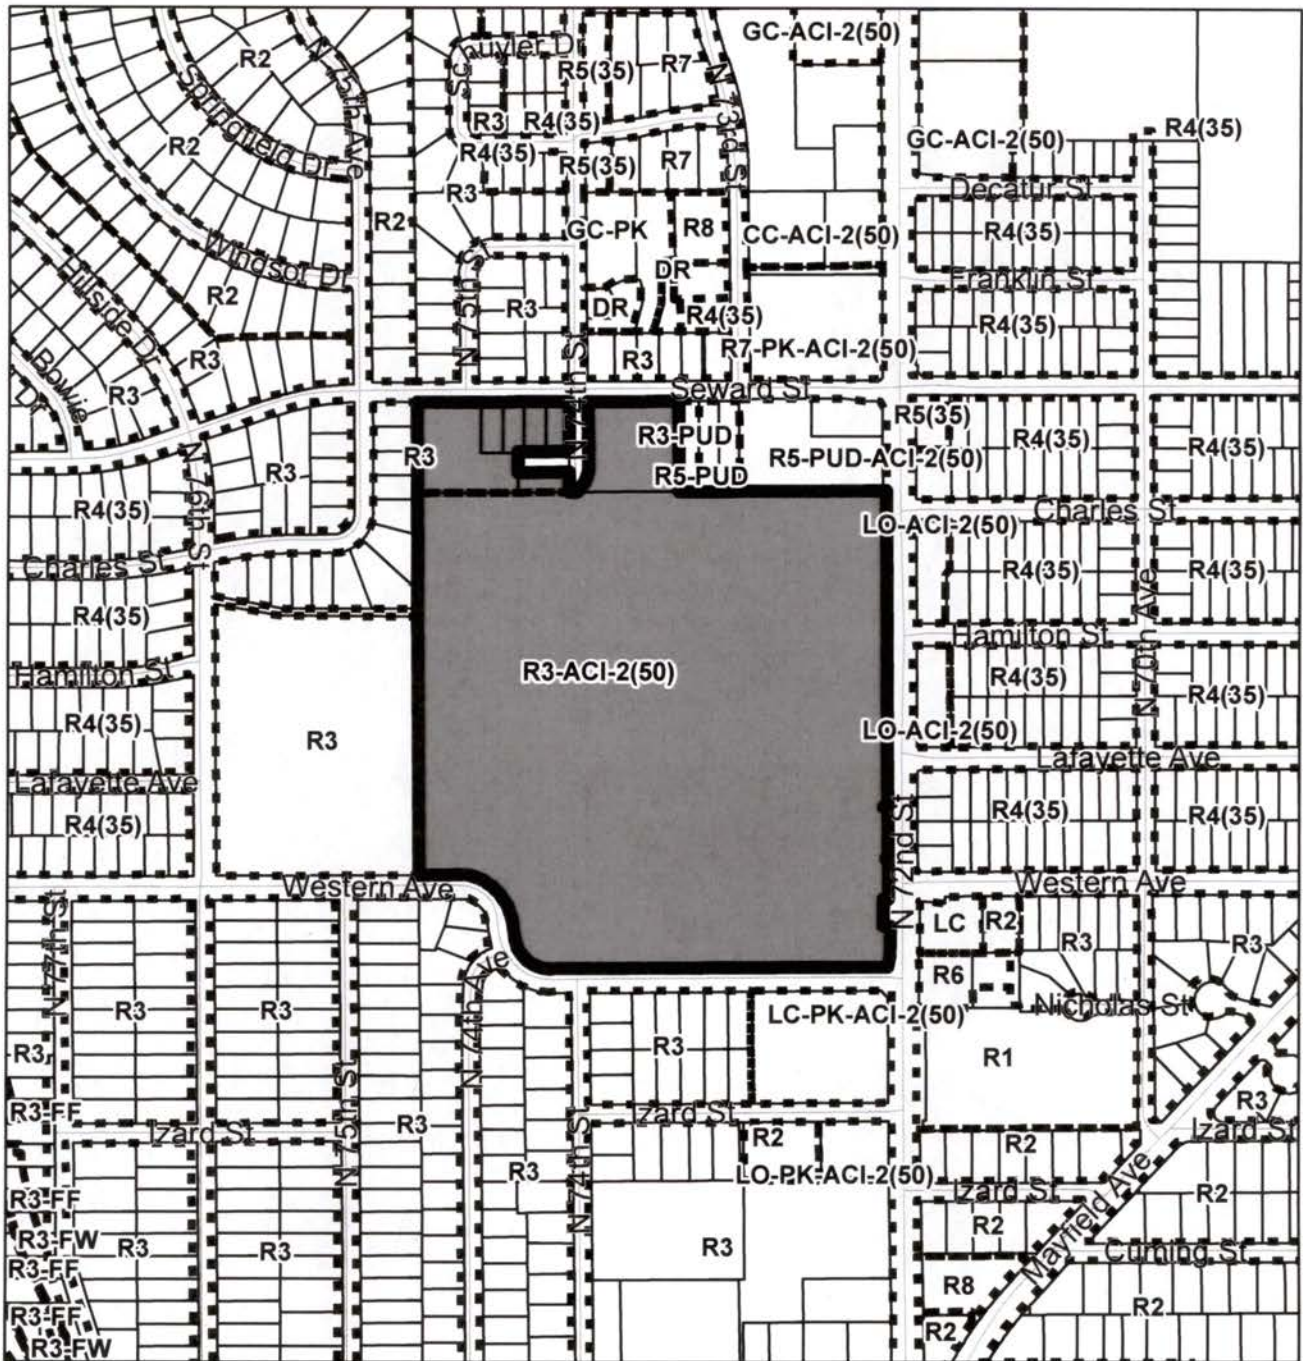 GC-ACI-2(50)
Schuyler Dr
R2
N 75th Ave
R5(35)
R7
N 73rd St
Springfield Dr
R3
R4(35)
GC-ACI-2(50)
R4(35)
R2
R4(35)
R5(35)
R7
Decatur St
R3
R2
GC-PK
R8
CC-ACI-2(50)
R4(35)
Windsor Dr
N 75th St
DR
Franklin St
R2
Hillside Dr
DR
R3
R4(35)
R4(35)
N 74th St
R3
R3
R7-PK-ACI-2(50)
Bowie Dr
R3
Seward St
R5(35)
R3-PUD
R4(35)
R4(35)
R3
R3
R5-PUD
R5-PUD-ACI-2(50)
N 76th St
R4(35)
Charles St
LO-ACI-2(50)
Charles St
R4(35)
R4(35)
N 70th Ave
R4(35)
Hamilton St
Hamilton St
R3-ACI-2(50)
R4(35)
R4(35)
R4(35)
R3
LO-ACI-2(50)
Lafayette Ave
Lafayette Ave
R4(35)
R4(35)
R4(35)
N 72nd St
Western Ave
Western Ave
N 77th St
LC
R2
R3
R3
N 74th Ave
R6
R3
R3
LC-PK-ACI-2(50)
Nicholas St
R3
R3
R1
N 75th St
R3-FF
R3
R3
Izard St
Izard St
N 74th St
Izard St
R2
R2
R3
LO-PK-ACI-2(50)
Izard St
R2
R3-FF
Mayfield Ave
R3-FW
R3
R3
R3
R2
Cuming St
R3-FF
R8
R2
R3-FF
R2
R3-FW